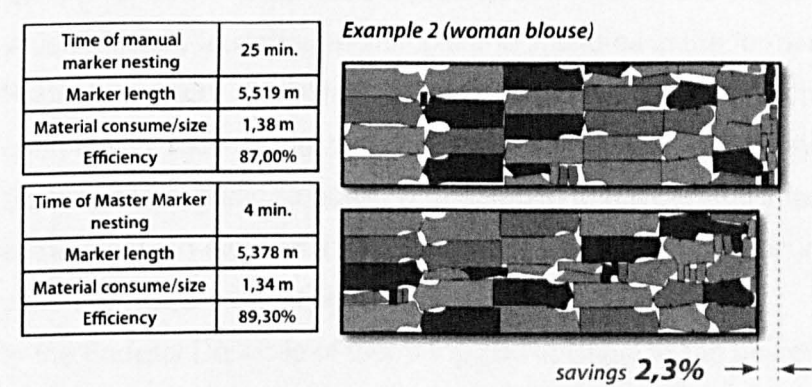 Example 2 (woman blouse)
Time of manual
marker nesting
25 min.
Marker length
5,519 m
Material consume/size
1,38 m
Efficiency
87,00%
Time of Master Marker
nesting
4 min.
Marker length
5,378 m
Material consume/size
1,34 m
Efficiency
89,30%
savings 2,3%